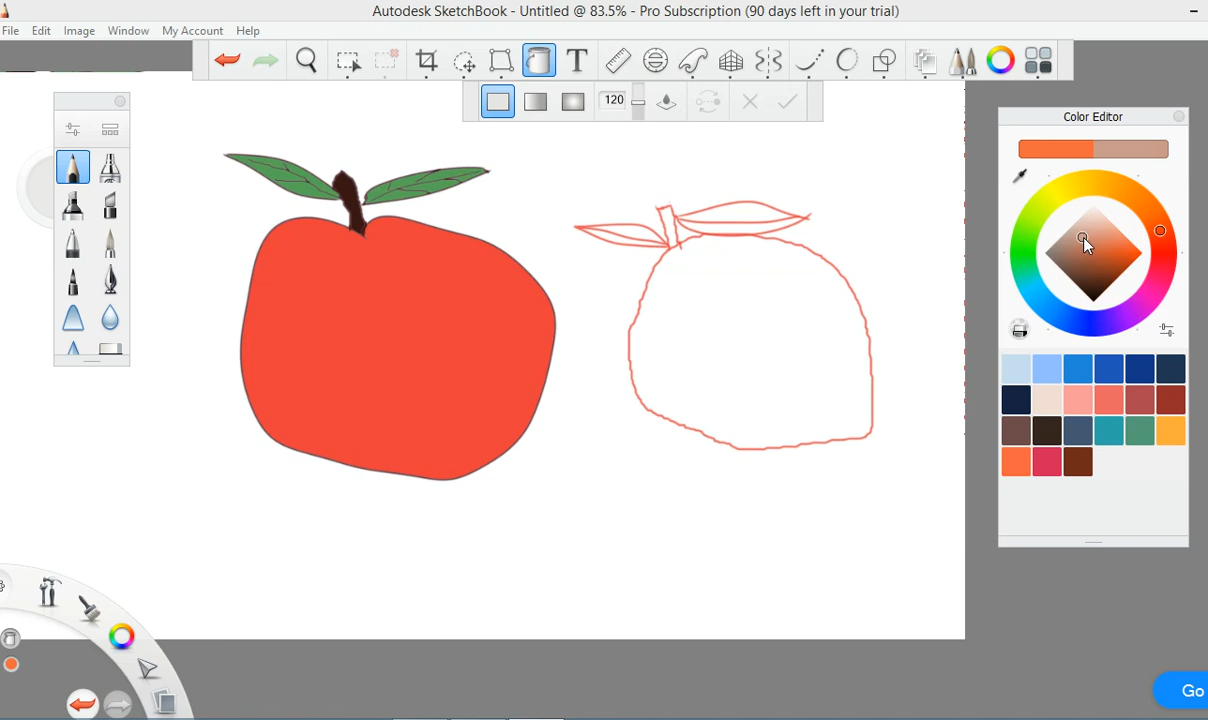 Autodesk SketchBook - Untitled @ 83.5% - Pro Subscription (90 days left in your trial)
File Edit Image Window My Account Help
T
120
Color Editor
Go